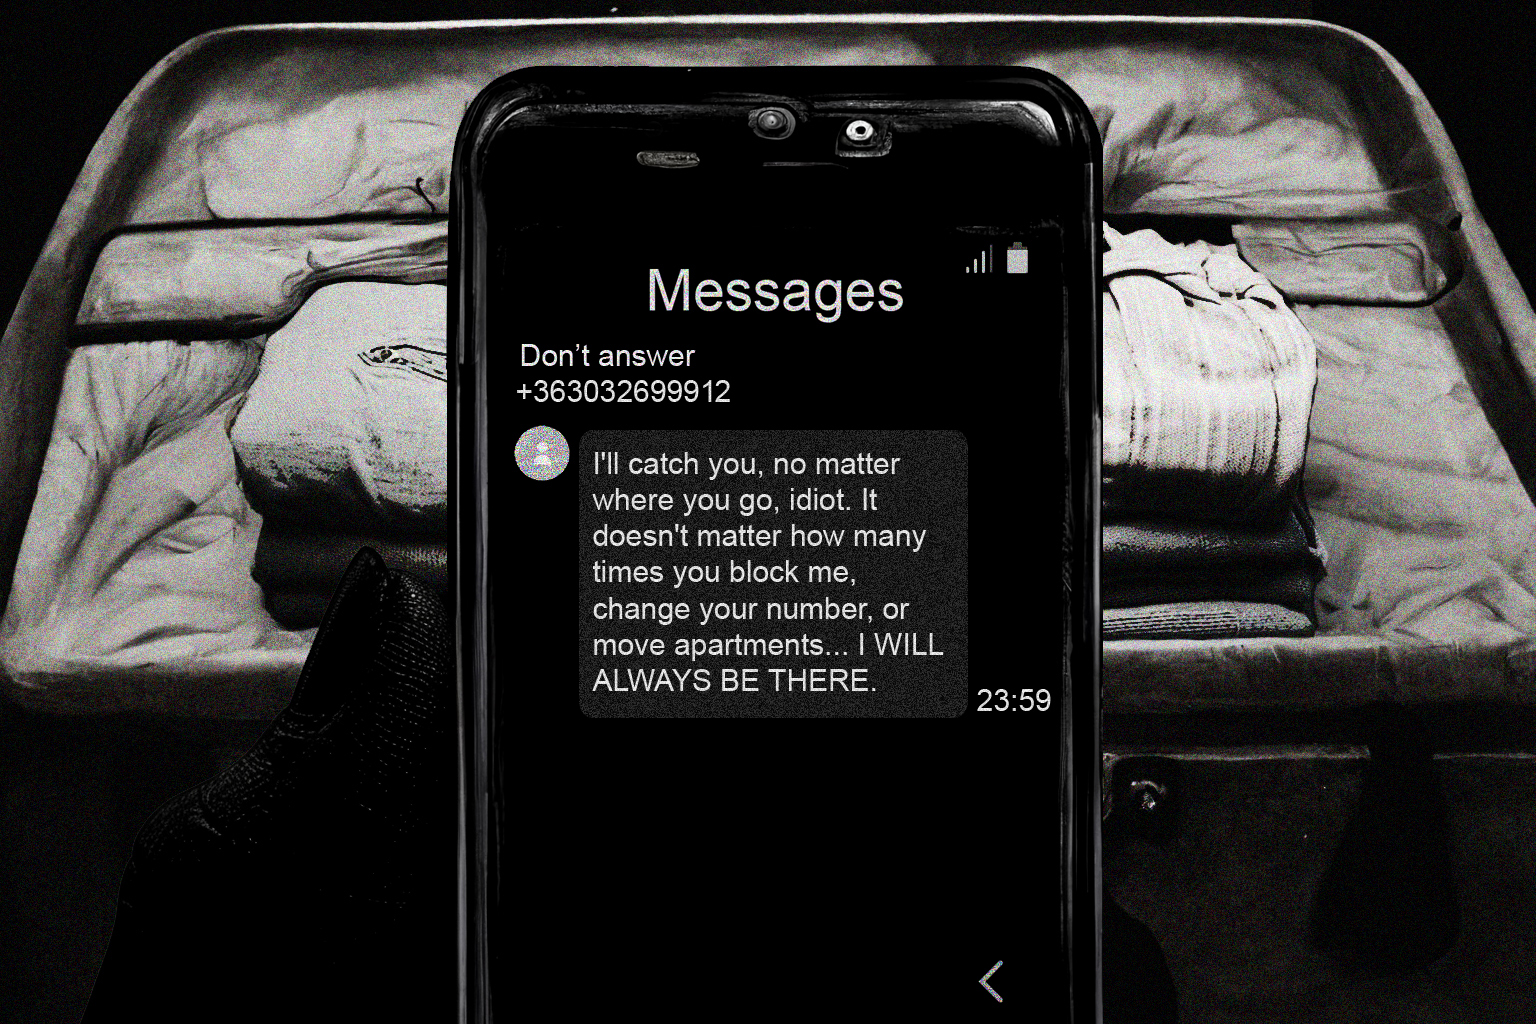 Messages
Don’t answer
+363032699912
I'll catch you, no matter
where you go, idiot. It
doesn't matter how many
times you block me,
change your number, or
move apartments... I WILL
ALWAYS BE THERE.
23:59